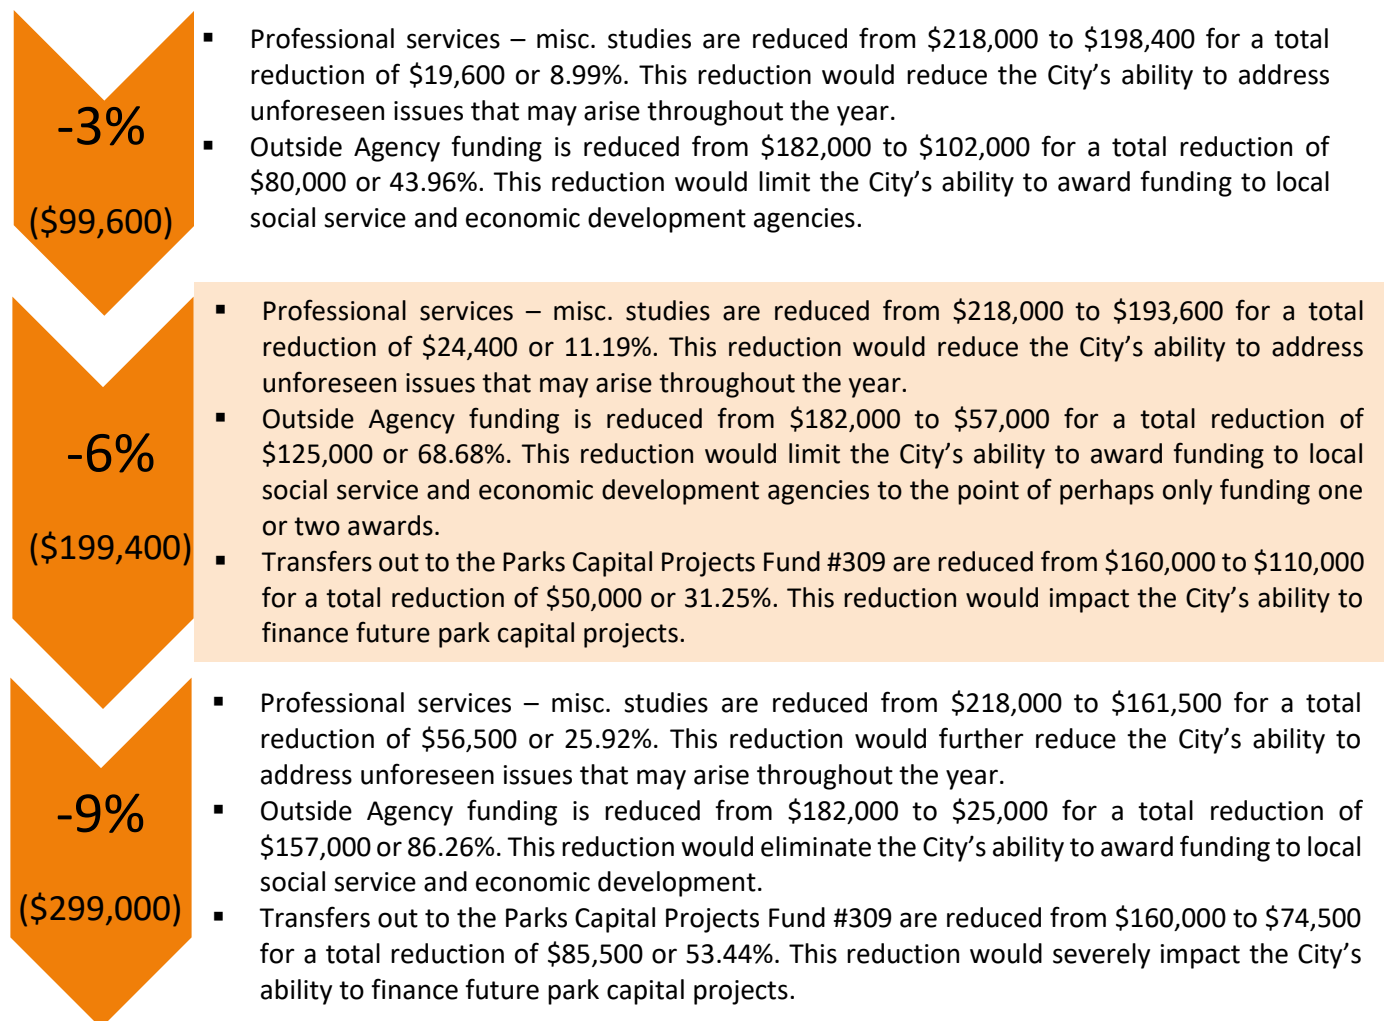 -3%
($99,600)
▪ Professional services – misc. studies are reduced from $218,000 to $198,400 for a total
reduction of $19,600 or 8.99%. This reduction would reduce the City’s ability to address
unforeseen issues that may arise throughout the year.
▪ Outside Agency funding is reduced from $182,000 to $102,000 for a total reduction of
$80,000 or 43.96%. This reduction would limit the City’s ability to award funding to local
social service and economic development agencies.
-6%
($199,400)
▪ Professional services – misc. studies are reduced from $218,000 to $193,600 for a total
reduction of $24,400 or 11.19%. This reduction would reduce the City’s ability to address
unforeseen issues that may arise throughout the year.
▪ Outside Agency funding is reduced from $182,000 to $57,000 for a total reduction of
$125,000 or 68.68%. This reduction would limit the City’s ability to award funding to local
social service and economic development agencies to the point of perhaps only funding one
or two awards.
▪ Transfers out to the Parks Capital Projects Fund #309 are reduced from $160,000 to $110,000
for a total reduction of $50,000 or 31.25%. This reduction would impact the City’s ability to
finance future park capital projects.
-9%
($299,000)
▪ Professional services – misc. studies are reduced from $218,000 to $161,500 for a total
reduction of $56,500 or 25.92%. This reduction would further reduce the City’s ability to
address unforeseen issues that may arise throughout the year.
▪ Outside Agency funding is reduced from $182,000 to $25,000 for a total reduction of
$157,000 or 86.26%. This reduction would eliminate the City’s ability to award funding to local
social service and economic development.
▪ Transfers out to the Parks Capital Projects Fund #309 are reduced from $160,000 to $74,500
for a total reduction of $85,500 or 53.44%. This reduction would severely impact the City’s
ability to finance future park capital projects.